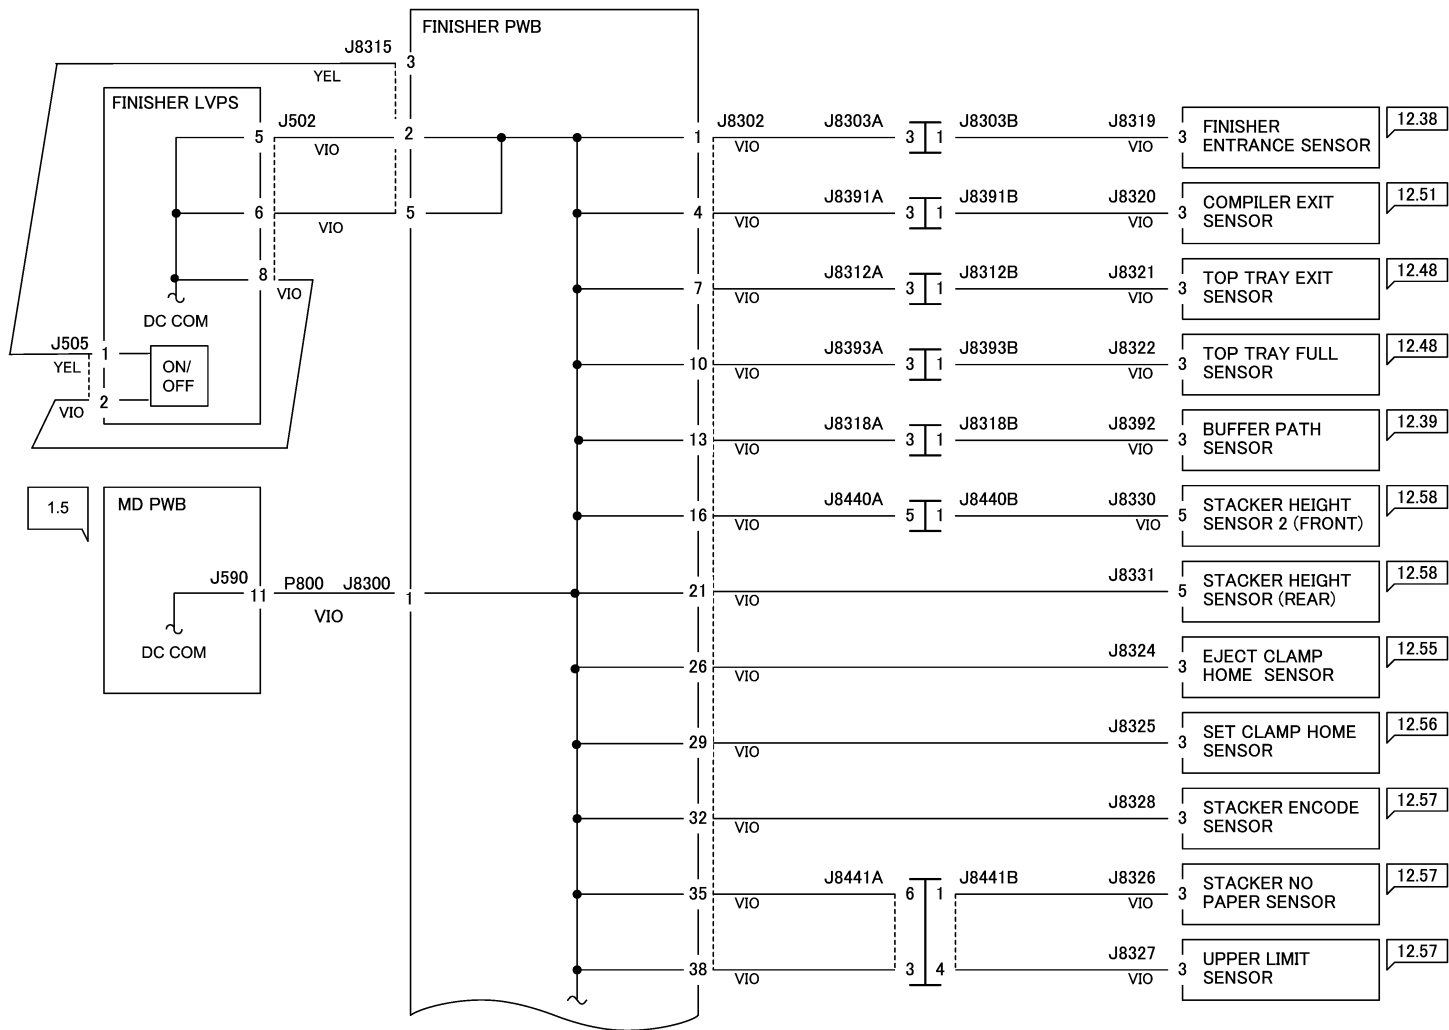 FINISHER PWB
J8315
3
YEL
FINISHER LVPS
5
J502
2
VIO
6
5
VIO
8
VIO
DC COM
J505
1
YEL
ON/
OFF
2
VIO
1.5
MD PWB
J590
11
P800
J8300
1
VIO
DC COM
1
J8302
VIO
J8303A
3
1
J8303B
J8319
VIO
3
FINISHER
ENTRANCE SENSOR
12.38
4
VIO
J8391A
3
1
J8391B
J8320
VIO
3
COMPILER EXIT
SENSOR
12.51
7
VIO
J8312A
3
1
J8312B
J8321
VIO
3
TOP TRAY EXIT
SENSOR
12.48
10
VIO
J8393A
3
1
J8393B
J8322
VIO
3
TOP TRAY FULL
SENSOR
12.48
13
VIO
J8318A
3
1
J8318B
J8392
VIO
3
BUFFER PATH
SENSOR
12.39
16
VIO
J8440A
5
1
J8440B
J8330
VIO
5
STACKER HEIGHT
SENSOR 2 (FRONT)
12.58
21
VIO
J8331
5
STACKER HEIGHT
SENSOR (REAR)
12.58
26
VIO
J8324
3
EJECT CLAMP
HOME SENSOR
12.55
29
VIO
J8325
3
SET CLAMP HOME
SENSOR
12.56
32
VIO
J8328
3
STACKER ENCODE
SENSOR
12.57
35
VIO
J8441A
6
1
J8441B
J8326
VIO
3
STACKER NO
PAPER SENSOR
12.57
38
VIO
3
4
J8327
VIO
3
UPPER LIMIT
SENSOR
12.57